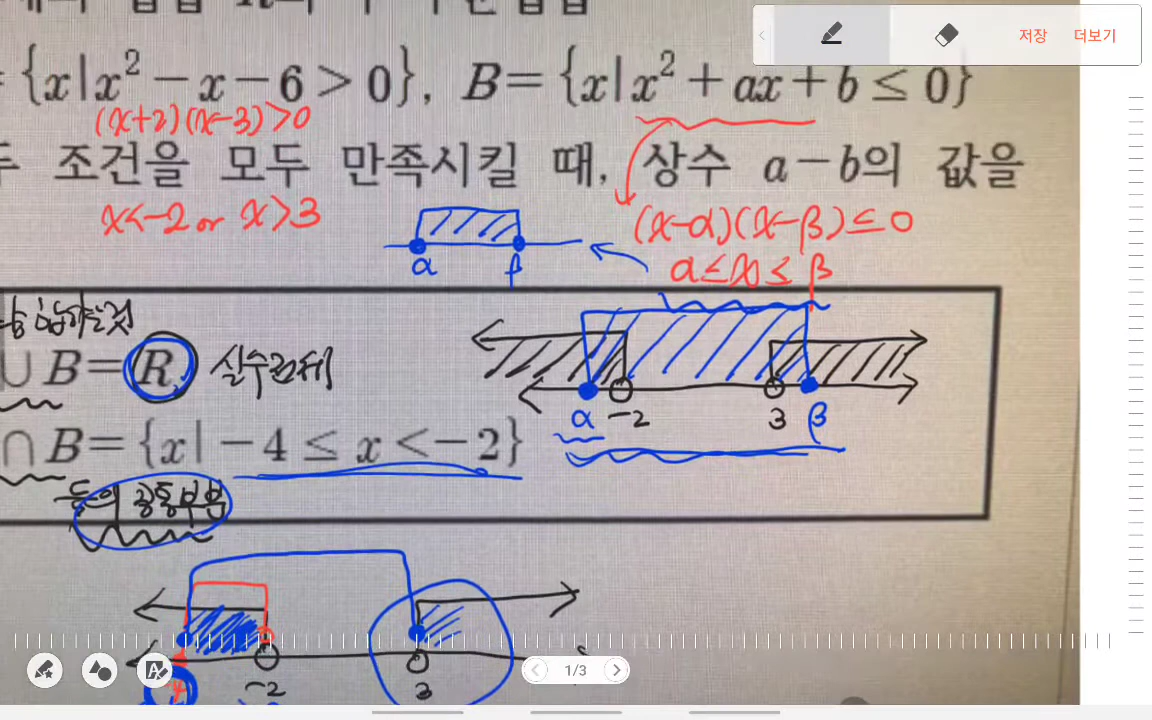 저장 더보기
{x|x²-x-6>0}, B={x|x²+ax+b≤0}
(x+2)(x-3)>0
조건을 모두 만족시킬 때, 상수 a-b의 값을
x<-2 or x>3
(x-α)(x-β)≤0
α β
α≤x≤β
∪B=R, 실수전체
α -2 3 β
∩B={x|-4≤x<-2}
둘의 공통부분
-2 3
1/3